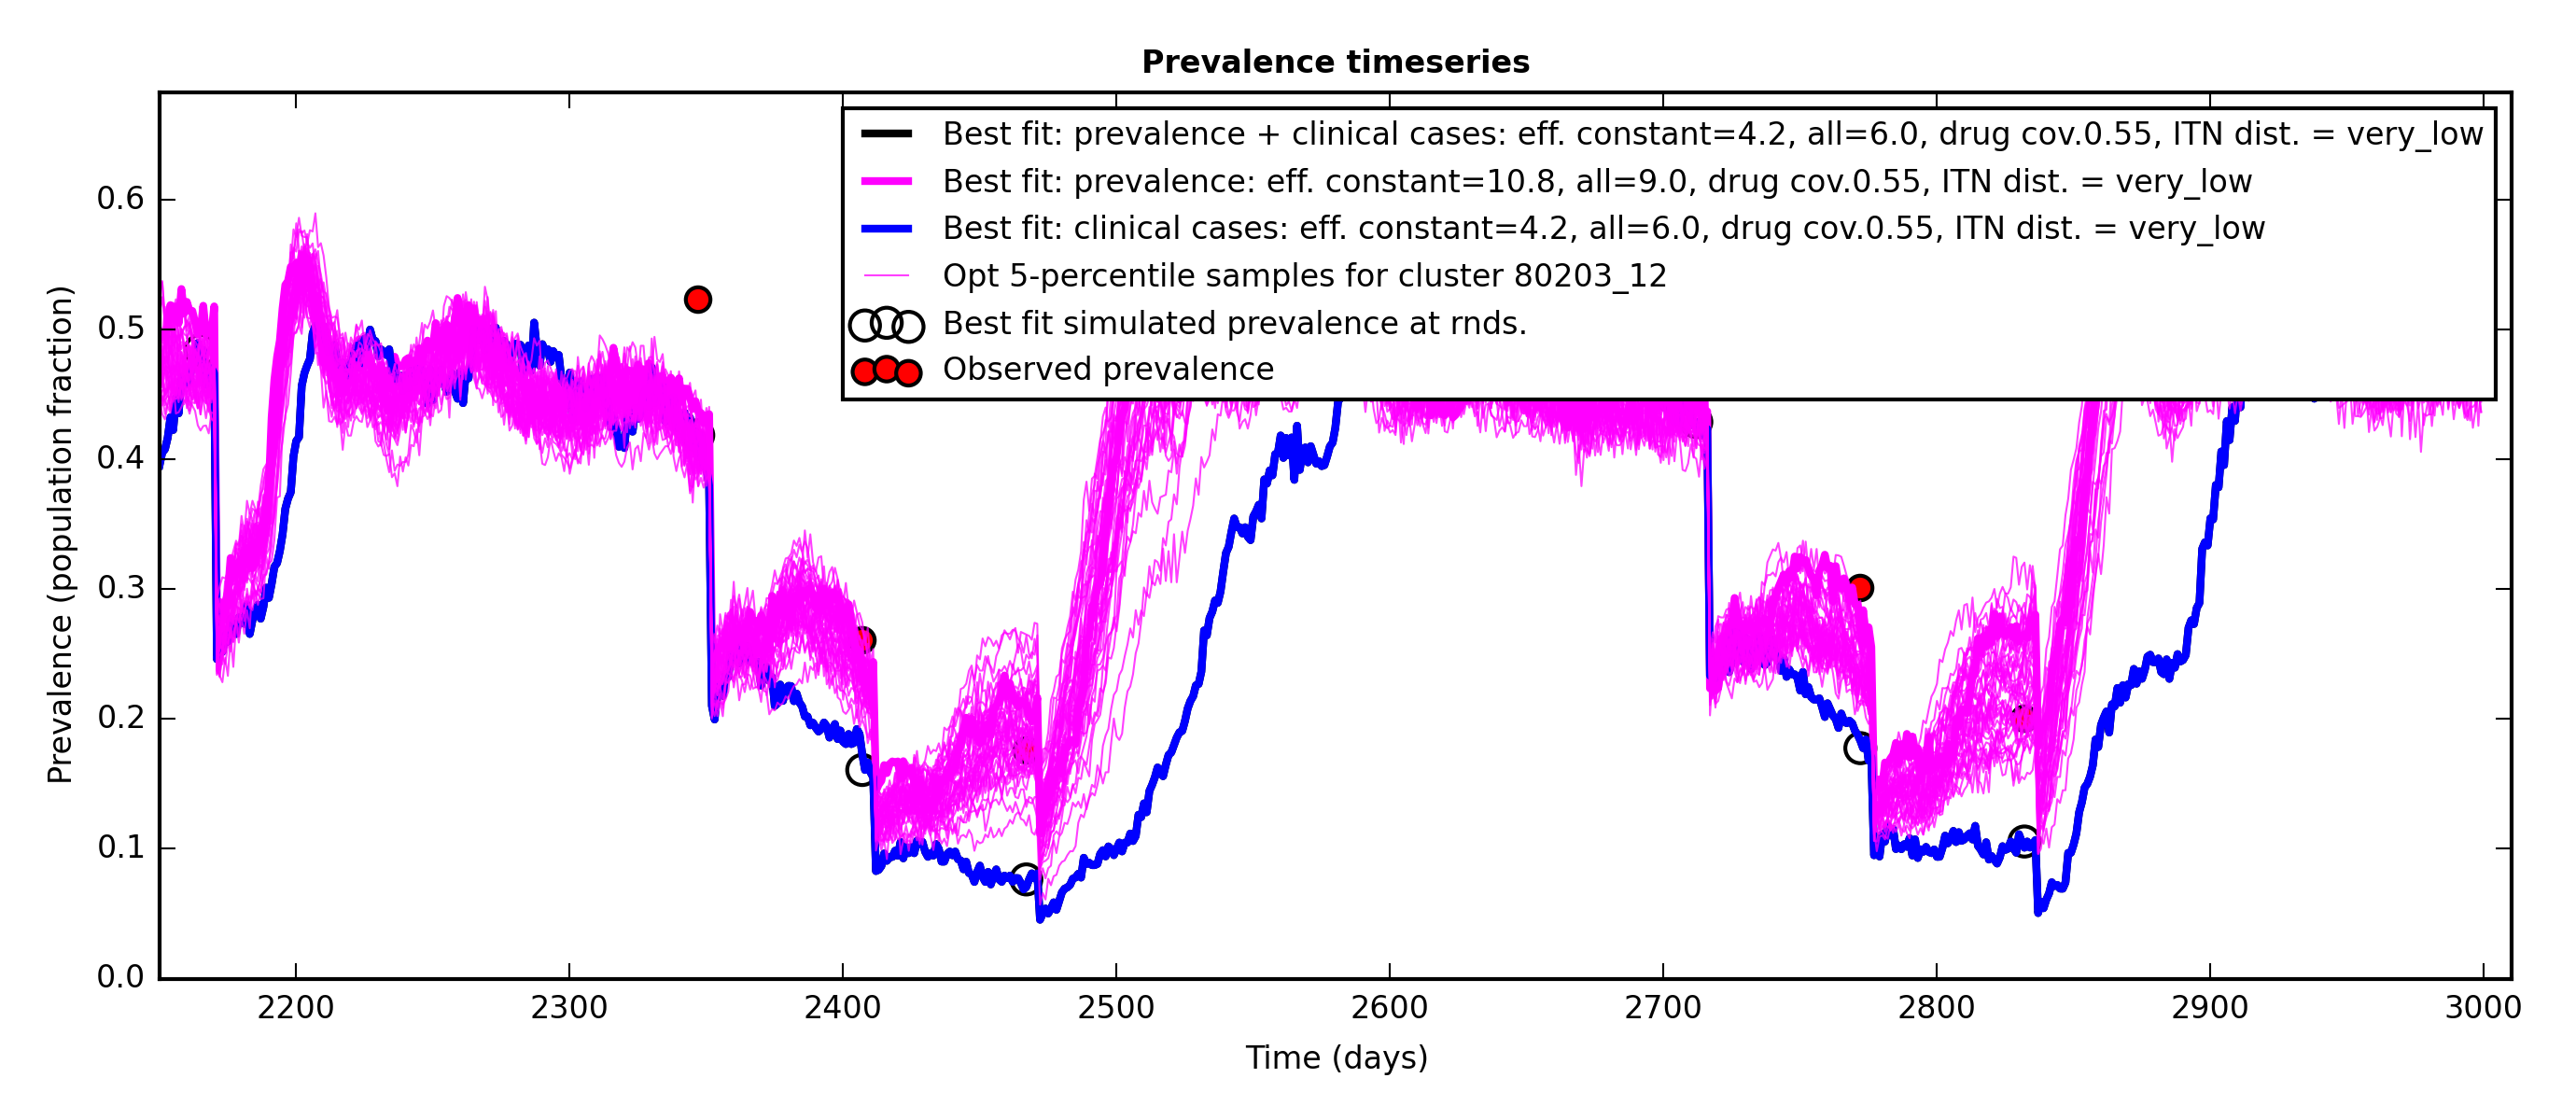 Prevalence timeseries
Best fit: prevalence + clinical cases: eff. constant=4.2, all=6.0, drug cov.0.55, ITN dist. = very_low
Best fit: prevalence: eff. constant=10.8, all=9.0, drug cov.0.55, ITN dist. = very_low
Best fit: clinical cases: eff. constant=4.2, all=6.0, drug cov.0.55, ITN dist. = very_low
Opt 5-percentile samples for cluster 80203_12
Best fit simulated prevalence at rnds.
Observed prevalence
Prevalence (population fraction)
0.6
0.5
0.4
0.3
0.2
0.1
0.0
2200 2300 2400 2500 2600 2700 2800 2900 3000
Time (days)